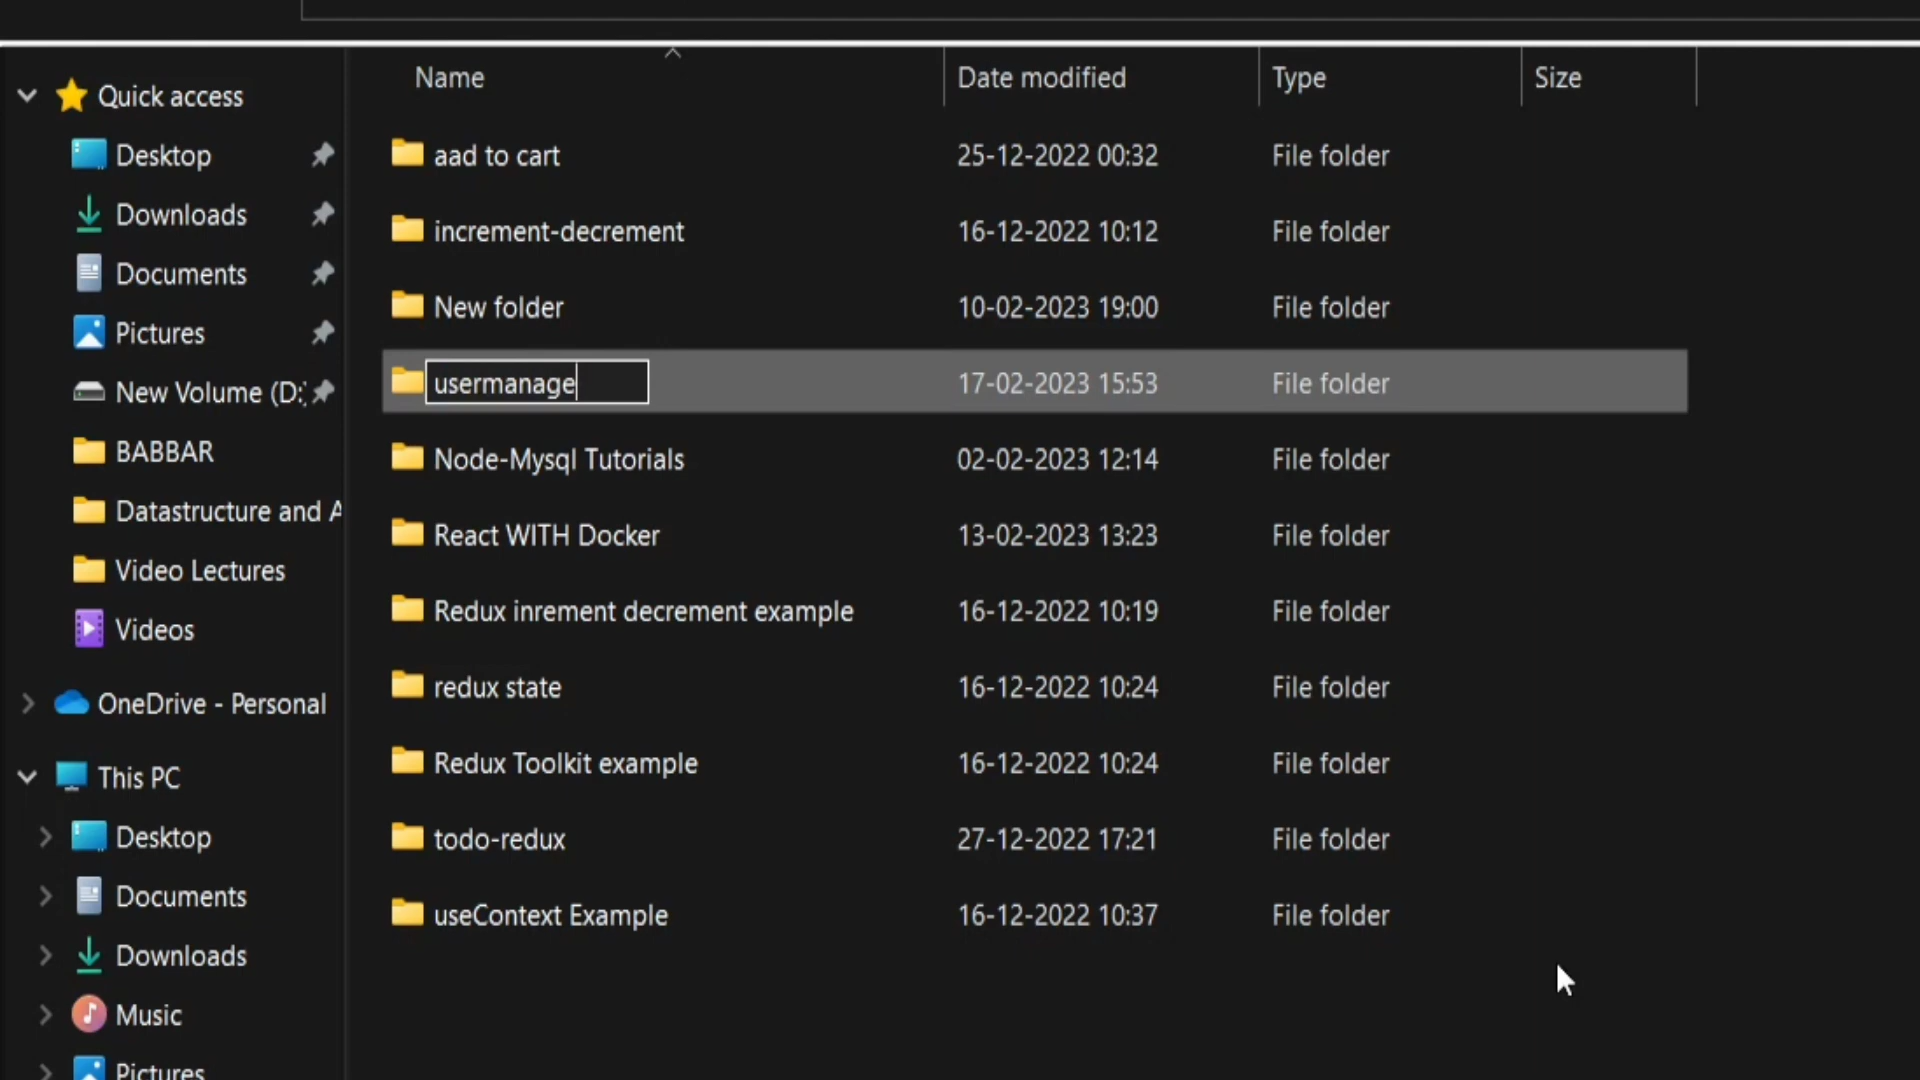 Name Date modified Type Size
Quick access
Desktop
Downloads
Documents
Pictures
New Volume (D:)
BABBAR
Datastructure and A
Video Lectures
Videos
OneDrive - Personal
This PC
Desktop
Documents
Downloads
Music
Pictures
aad to cart 25-12-2022 00:32 File folder
increment-decrement 16-12-2022 10:12 File folder
New folder 10-02-2023 19:00 File folder
usermanage 17-02-2023 15:53 File folder
Node-Mysql Tutorials 02-02-2023 12:14 File folder
React WITH Docker 13-02-2023 13:23 File folder
Redux inrement decrement example 16-12-2022 10:19 File folder
redux state 16-12-2022 10:24 File folder
Redux Toolkit example 16-12-2022 10:24 File folder
todo-redux 27-12-2022 17:21 File folder
useContext Example 16-12-2022 10:37 File folder